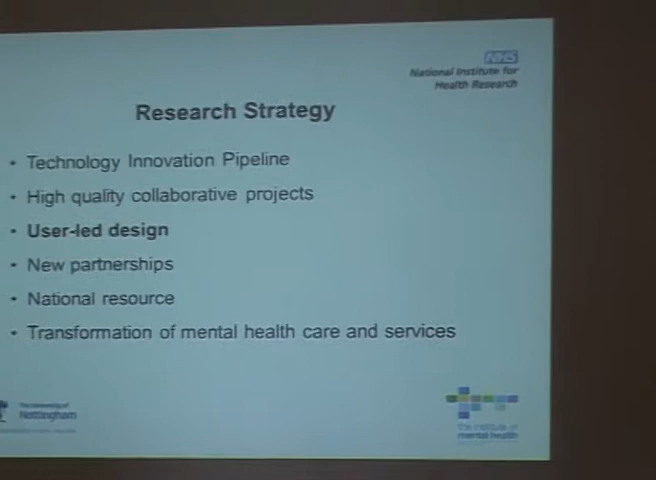 NHS
National Institute for
Health Research
Research Strategy
• Technology Innovation Pipeline
• High quality collaborative projects
• User-led design
• New partnerships
• National resource
• Transformation of mental health care and services
The University of
Nottingham
the institute of
mental health